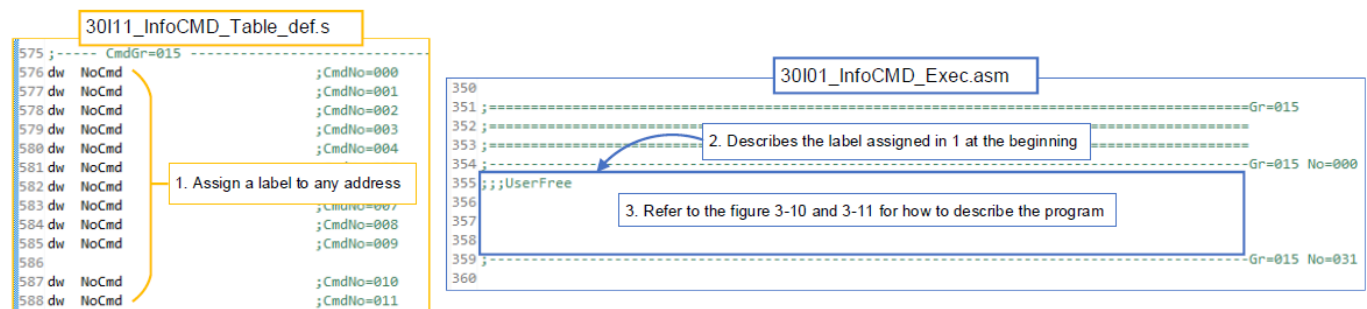 30I11_InfoCMD_Table_def.s
575 ;----- CmdGr=015 --------------------------
576 dw NoCmd ;CmdNo=000
577 dw NoCmd ;CmdNo=001
578 dw NoCmd ;CmdNo=002
579 dw NoCmd ;CmdNo=003
580 dw NoCmd ;CmdNo=004
581 dw NoCmd
582 dw NoCmd
583 dw NoCmd ;CmdNo=007
584 dw NoCmd ;CmdNo=008
585 dw NoCmd ;CmdNo=009
586
587 dw NoCmd ;CmdNo=010
588 dw NoCmd ;CmdNo=011
1. Assign a label to any address
30I01_InfoCMD_Exec.asm
350
351 ;==============================================================================Gr=015
352 ;==============================================================================
353 ;==============================================================================
354 ;------------------------------------------------------------------------------Gr=015 No=000
355 ;;;UserFree
356
357
358
359 ;------------------------------------------------------------------------------Gr=015 No=031
360
2. Describes the label assigned in 1 at the beginning
3. Refer to the figure 3-10 and 3-11 for how to describe the program